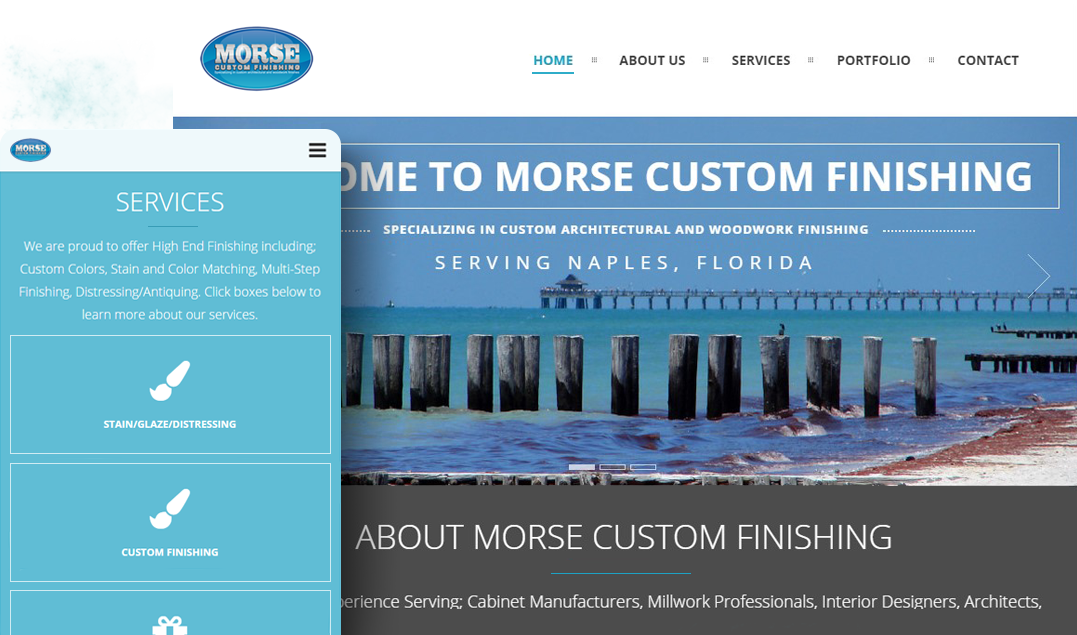 MORSE
CUSTOM FINISHING
HOME
ABOUT US
SERVICES
PORTFOLIO
CONTACT
OME TO MORSE CUSTOM FINISHING
SPECIALIZING IN CUSTOM ARCHITECTURAL AND WOODWORK FINISHING
SERVING NAPLES, FLORIDA
MORSE
SERVICES
We are proud to offer High End Finishing including;
Custom Colors, Stain and Color Matching, Multi-Step
Finishing, Distressing/Antiquing. Click boxes below to
learn more about our services.
STAIN/GLAZE/DISTRESSING
CUSTOM FINISHING
ABOUT MORSE CUSTOM FINISHING
perience Serving; Cabinet Manufacturers, Millwork Professionals, Interior Designers, Architects,